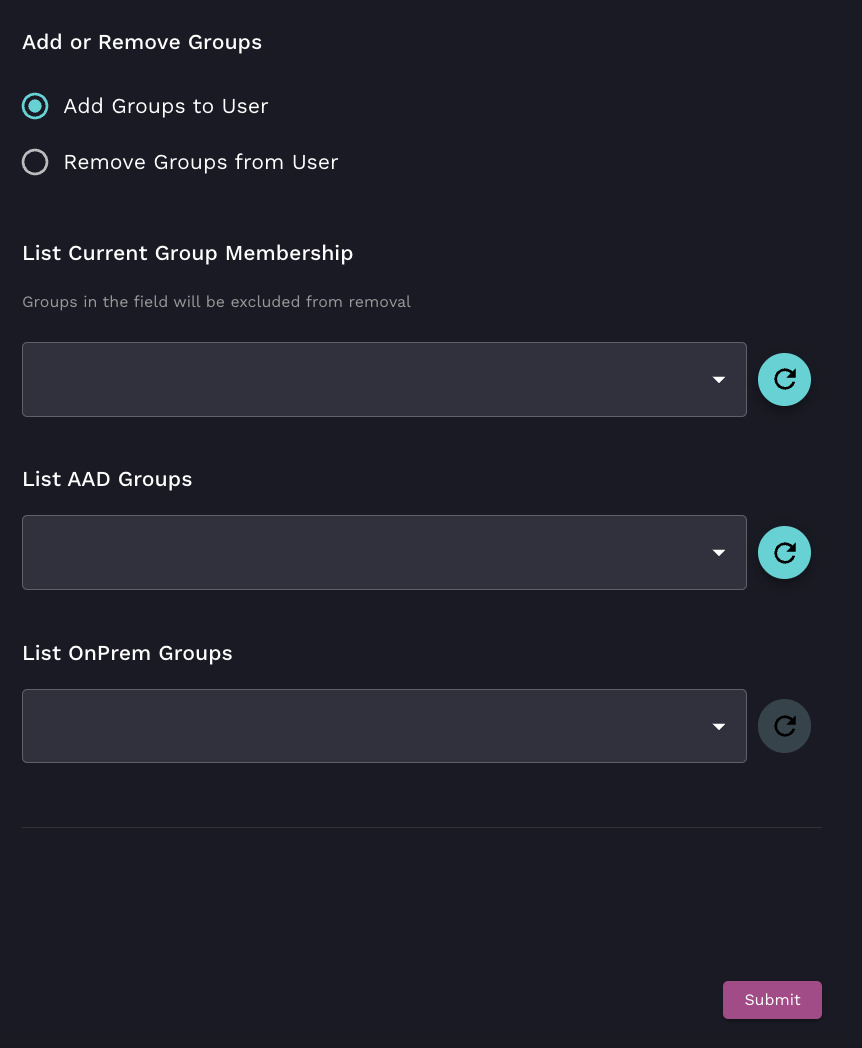 Add or Remove Groups
Add Groups to User
Remove Groups from User
List Current Group Membership
Groups in the field will be excluded from removal
List AAD Groups
List OnPrem Groups
Submit